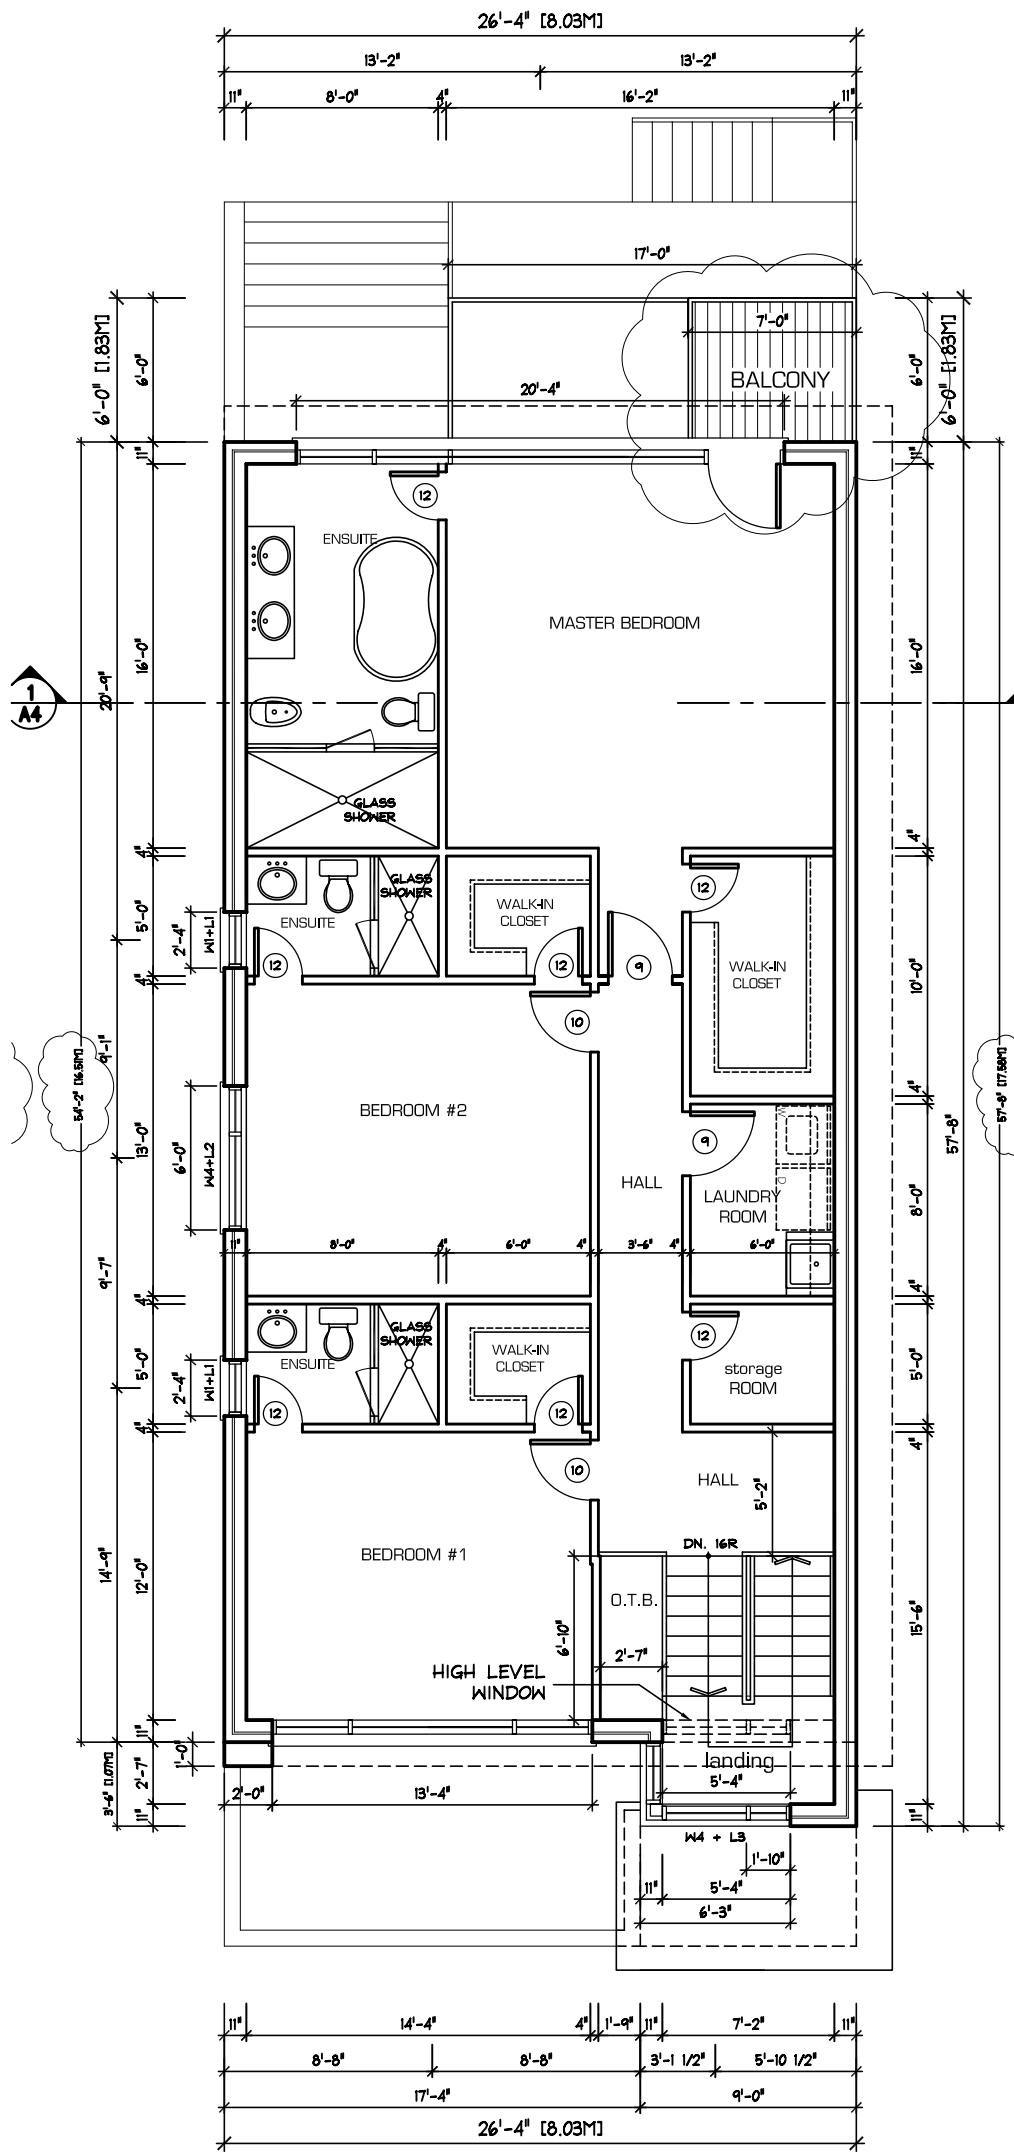 26'-4" [8.03M]
13'-2" 13'-2"
11" 8'-0" 4" 16'-2" 11"
17'-0"
7'-0"
6'-0" [1.83M]
6'-0"
6'-0"
6'-0" [1.83M]
BALCONY
20'-4"
11"
11"
12
ENSUITE
MASTER BEDROOM
16'-0"
20'-9"
16'-0"
1
A4
GLASS
SHOWER
4"
4"
GLASS
SHOWER
12
WALK-IN
CLOSET
ENSUITE
5'-0"
2'-4"
W1+L1
12
12
9
WALK-IN
CLOSET
10'-0"
4"
10
9'-1"
54'-2" [16.51M]
57'-8" [17.58M]
BEDROOM #2
4"
W
13'-0"
6'-0"
W4+L2
9
57'-8"
HALL
D
LAUNDRY
ROOM
8'-0"
11" 8'-0" 4" 6'-0" 4" 3'-6" 4" 6'-0"
9'-7"
4"
4"
GLASS
SHOWER
12
WALK-IN
CLOSET
ENSUITE
storage
ROOM
5'-0"
2'-4"
W1+L1
5'-0"
12
12
4"
4"
10
HALL
5'-2"
DN. 16R
BEDROOM #1
14'-9"
12'-0"
O.T.B.
15'-6"
6'-10"
2'-7"
HIGH LEVEL
WINDOW
11"
1'-0"
landing
3'-6" [1.07M]
2'-7"
5'-4"
2'-0" 13'-4"
11"
11"
W4 + L3
1'-10"
11" 5'-4"
6'-3"
11" 14'-4" 4" 1'-9" 11" 7'-2" 11"
8'-8" 8'-8" 3'-1 1/2" 5'-10 1/2"
17'-4" 9'-0"
26'-4" [8.03M]